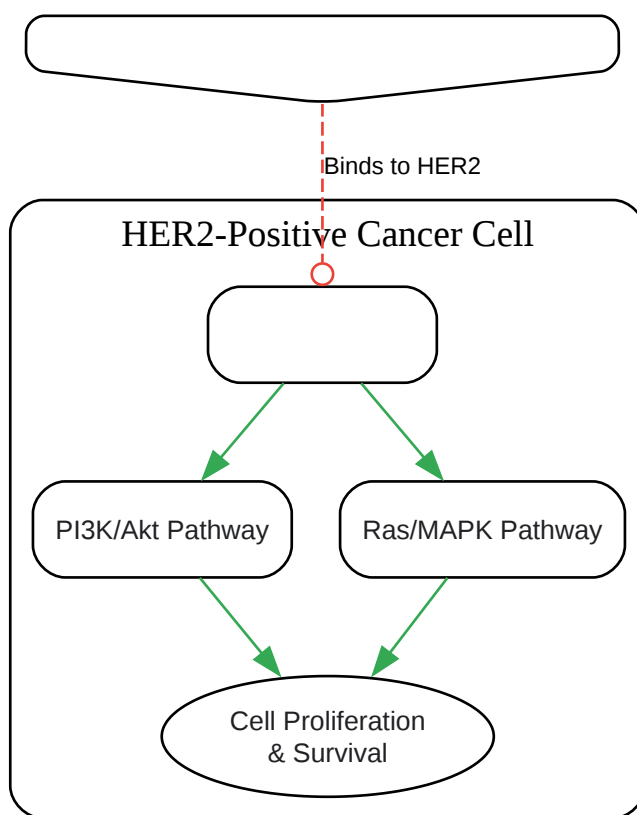 Binds to HER2
HER2-Positive Cancer Cell
PI3K/Akt Pathway
Ras/MAPK Pathway
Cell Proliferation
& Survival